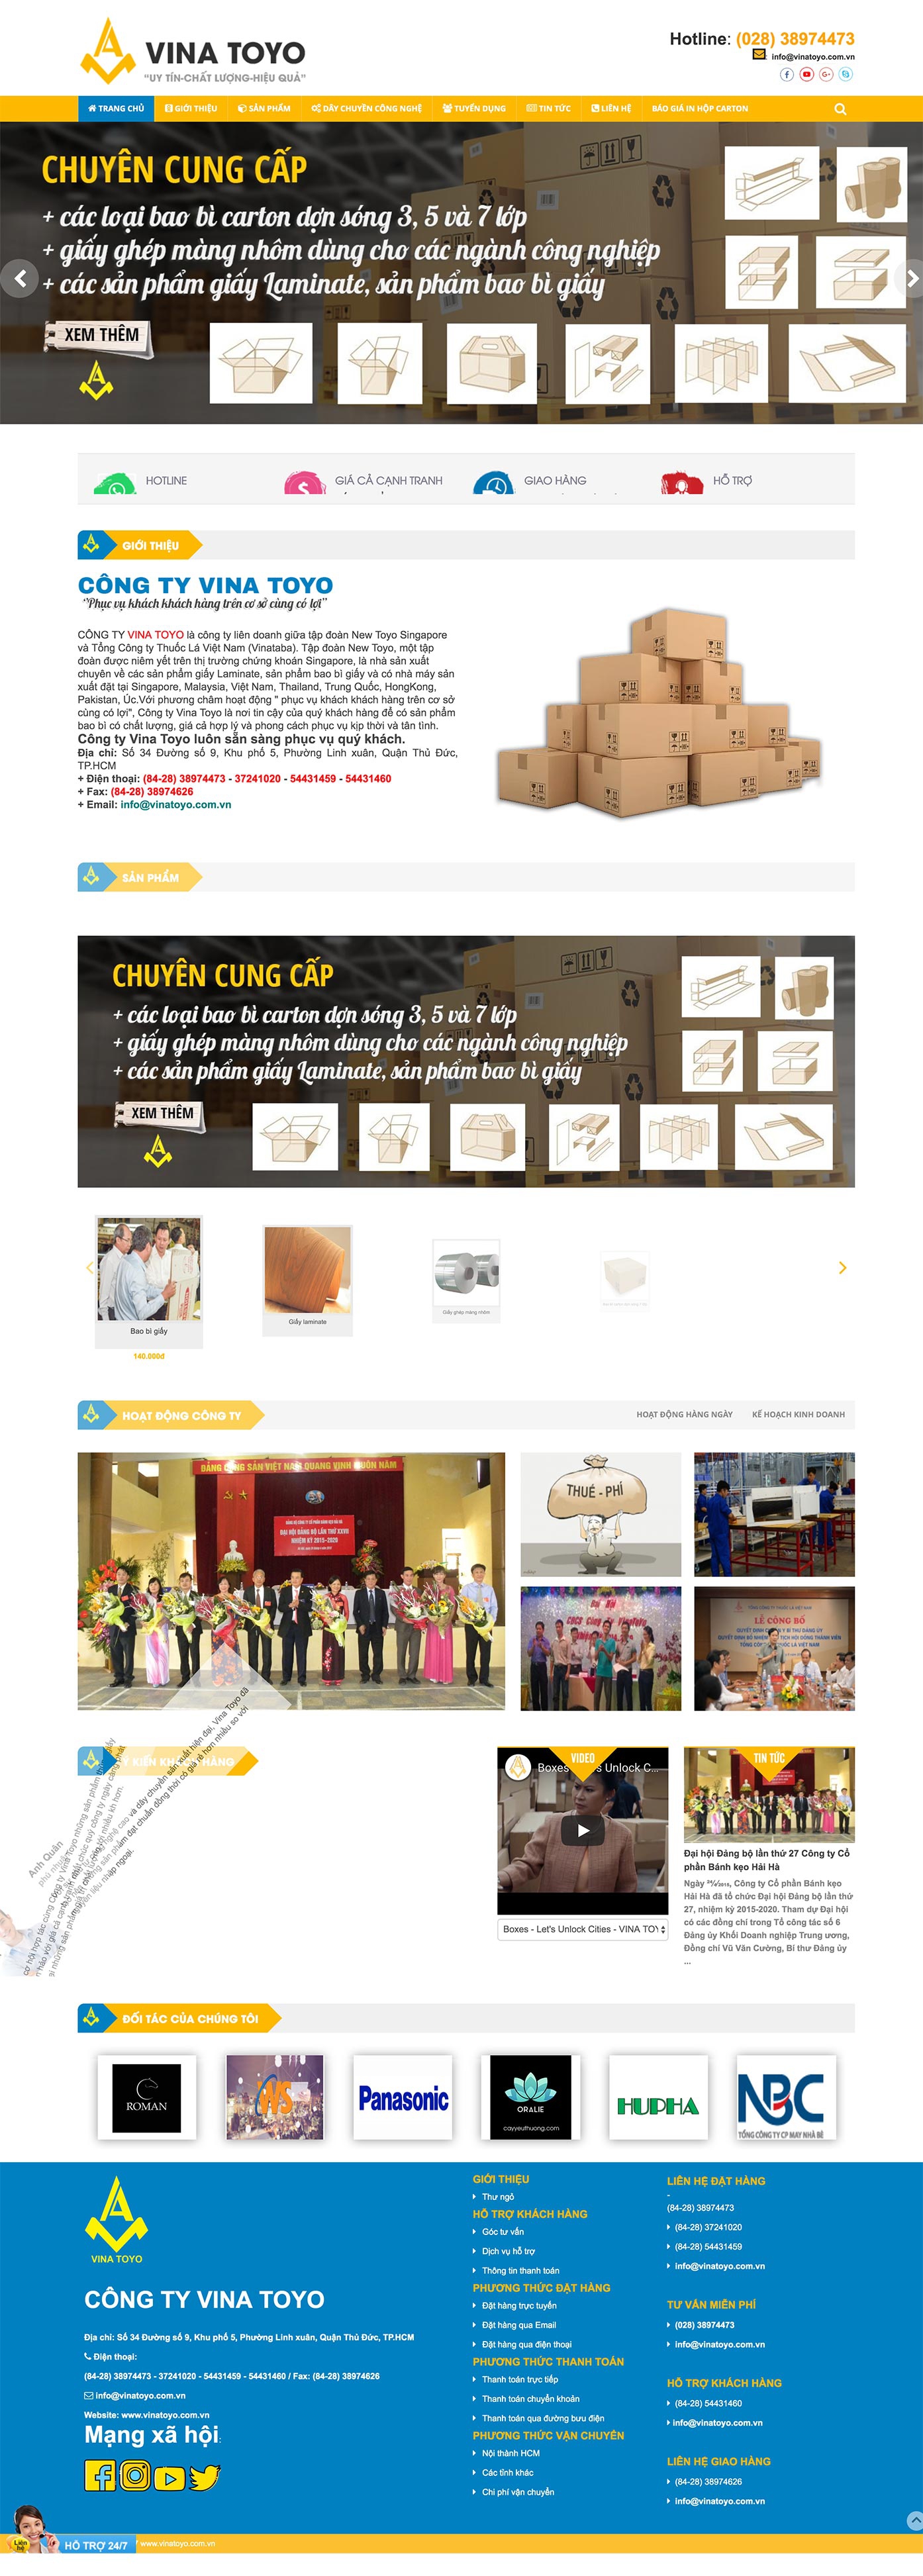 VINA TOYO
"UY TÍN-CHẤT LƯỢNG-HIỆU QUẢ"
Hotline: (028) 38974473
info@vinatoyo.com.vn
TRANG CHỦ
GIỚI THIỆU
SẢN PHẨM
DÂY CHUYỀN CÔNG NGHỆ
TUYỂN DỤNG
TIN TỨC
LIÊN HỆ
BÁO GIÁ IN HỘP CARTON
CHUYÊN CUNG CẤP
+ các loại bao bì carton dợn sóng 3, 5 và 7 lớp
+ giấy ghép màng nhôm dùng cho các ngành công nghiệp
+ các sản phẩm giấy Laminate, sản phẩm bao bì giấy
XEM THÊM
HOTLINE
GIÁ CẢ CẠNH TRANH
GIAO HÀNG
HỖ TRỢ
GIỚI THIỆU
CÔNG TY VINA TOYO
"Phục vụ khách khách hàng trên cơ sở cùng có lợi"
CÔNG TY VINA TOYO là công ty liên doanh giữa tập đoàn New Toyo Singapore
và Tổng Công ty Thuốc Lá Việt Nam (Vinataba). Tập đoàn New Toyo, một tập
đoàn được niêm yết trên thị trường chứng khoán Singapore, là nhà sản xuất
chuyên về các sản phẩm giấy Laminate, sản phẩm bao bì giấy và có nhà máy sản
xuất đặt tại Singapore, Malaysia, Việt Nam, Thailand, Trung Quốc, HongKong,
Pakistan, Úc.Với phương châm hoạt động " phục vụ khách khách hàng trên cơ sở
cùng có lợi", Công ty Vina Toyo là nơi tin cậy của quý khách hàng để có sản phẩm
bao bì có chất lượng, giá cả hợp lý và phong cách phục vụ kịp thời và tận tình.
Công ty Vina Toyo luôn sẵn sàng phục vụ quý khách.
Địa chỉ: Số 34 Đường số 9, Khu phố 5, Phường Linh xuân, Quận Thủ Đức,
TP.HCM
+ Điện thoại: (84-28) 38974473 - 37241020 - 54431459 - 54431460
+ Fax: (84-28) 38974626
+ Email: info@vinatoyo.com.vn
SẢN PHẨM
CHUYÊN CUNG CẤP
+ các loại bao bì carton dợn sóng 3, 5 và 7 lớp
+ giấy ghép màng nhôm dùng cho các ngành công nghiệp
+ các sản phẩm giấy Laminate, sản phẩm bao bì giấy
XEM THÊM
Bao bì giấy
140.000đ
Giấy laminate
Giấy ghép màng nhôm
HOẠT ĐỘNG CÔNG TY
HOẠT ĐỘNG HÀNG NGÀY
KẾ HOẠCH KINH DOANH
ĐẢNG CỘNG SẢN VIỆT NAM QUANG VINH MUÔN NĂM
ĐẠI HỘI ĐẢNG BỘ LẦN THỨ XXVII
NHIỆM KỲ 2015-2020
THUẾ - PHÍ
LỄ CÔNG BỐ
Ý KIẾN KHÁCH HÀNG
Anh Quân
VIDEO
Boxes
s Unlock C...
Boxes - Let's Unlock Cities - VINA TOY
TIN TỨC
Đại hội Đảng bộ lần thứ 27 Công ty Cổ
phần Bánh kẹo Hải Hà
Công ty Cổ phần Bánh kẹo
Hải Hà đã tổ chức Đại hội Đảng bộ lần thứ
27, nhiệm kỳ 2015-2020. Tham dự Đại hội
có các đồng chí trong Tổ công tác số 6
Đảng ủy Khối Doanh nghiệp Trung ương,
Đồng chí Vũ Văn Cường, Bí thư Đảng ủy
...
ĐỐI TÁC CỦA CHÚNG TÔI
ROMAN
WS
Panasonic
ORALIE
cayyeuthuong.com
HUPHA
NBC
TỔNG CÔNG TY CP MAY NHÀ BÈ
VINA TOYO
CÔNG TY VINA TOYO
Địa chỉ: Số 34 Đường số 9, Khu phố 5, Phường Linh xuân, Quận Thủ Đức, TP.HCM
Điện thoại:
(84-28) 38974473 - 37241020 - 54431459 - 54431460 / Fax: (84-28) 38974626
info@vinatoyo.com.vn
Website: www.vinatoyo.com.vn
Mạng xã hội:
GIỚI THIỆU
Thư ngỏ
HỖ TRỢ KHÁCH HÀNG
Góc tư vấn
Dịch vụ hỗ trợ
Thông tin thanh toán
PHƯƠNG THỨC ĐẶT HÀNG
Đặt hàng trực tuyến
Đặt hàng qua Email
Đặt hàng qua điện thoại
PHƯƠNG THỨC THANH TOÁN
Thanh toán trực tiếp
Thanh toán chuyển khoản
Thanh toán qua đường bưu điện
PHƯƠNG THỨC VẬN CHUYỂN
Nội thành HCM
Các tỉnh khác
Chi phí vận chuyển
LIÊN HỆ ĐẶT HÀNG
-
(84-28) 38974473
(84-28) 37241020
(84-28) 54431459
info@vinatoyo.com.vn
TƯ VẤN MIỄN PHÍ
(028) 38974473
info@vinatoyo.com.vn
HỖ TRỢ KHÁCH HÀNG
(84-28) 54431460
info@vinatoyo.com.vn
LIÊN HỆ GIAO HÀNG
(84-28) 38974626
info@vinatoyo.com.vn
Liên hệ
HỖ TRỢ 24/7
www.vinatoyo.com.vn